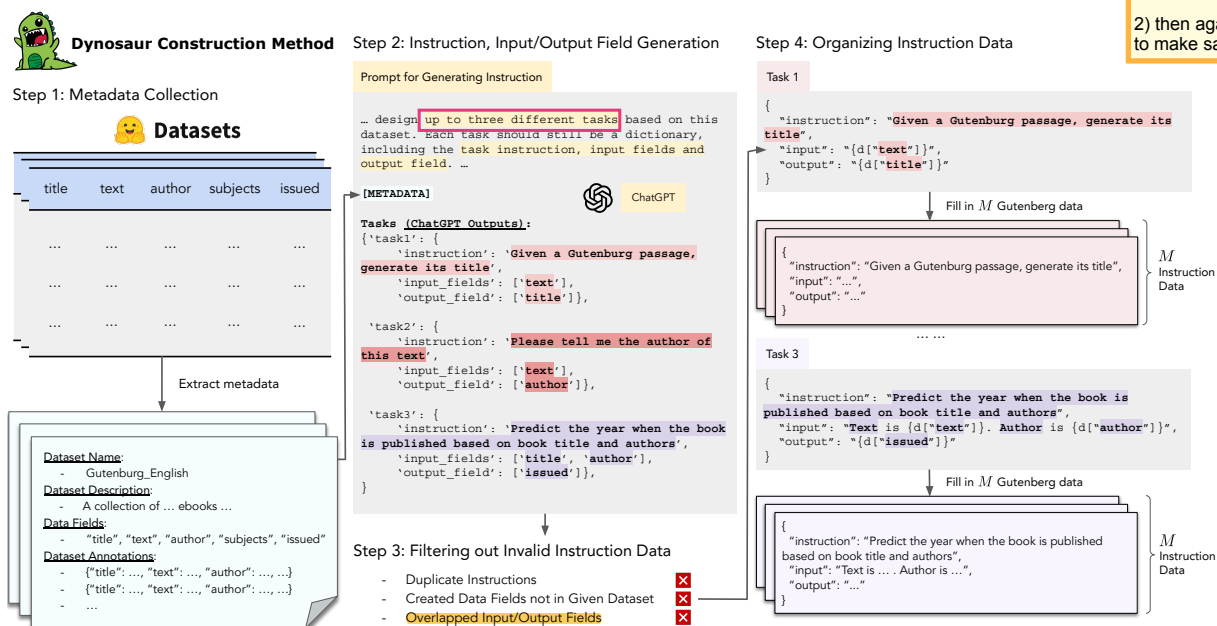 Dynosaur Construction Method
Step 1: Metadata Collection
Datasets
title text author subjects issued
... ... ... ... ...
... ... ... ... ...
... ... ... ... ...
Extract metadata
Dataset Name:
- Gutenburg_English
Dataset Description:
- A collection of ... ebooks ...
Data Fields:
- "title", "text", "author", "subjects", "issued"
Dataset Annotations:
- {"title": ..., "text": ..., "author": ..., ...}
- {"title": ..., "text": ..., "author": ..., ...}
- ...
Step 2: Instruction, Input/Output Field Generation
Prompt for Generating Instruction
... design up to three different tasks based on this
dataset. Each task should still be a dictionary,
including the task instruction, input fields and
output field. ...
[METADATA]
ChatGPT
Tasks (ChatGPT Outputs):
{'task1': {
'instruction': 'Given a Gutenburg passage,
generate its title',
'input_fields': ['text'],
'output_field': ['title']},
'task2': {
'instruction': 'Please tell me the author of
this text',
'input_fields': ['text'],
'output_field': ['author']},
'task3': {
'instruction': 'Predict the year when the book
is published based on book title and authors',
'input_fields': ['title', 'author'],
'output_field': ['issued']},
}
Step 3: Filtering out Invalid Instruction Data
- Duplicate Instructions
- Created Data Fields not in Given Dataset
- Overlapped Input/Output Fields
Step 4: Organizing Instruction Data
Task 1
{
"instruction": "Given a Gutenburg passage, generate its
title",
"input": "{d["text"]}",
"output": "{d["title"]}"
}
Fill in M Gutenberg data
{
"instruction": "Given a Gutenburg passage, generate its title",
"input": "...",
"output": "..."
}
M
Instruction
Data
... ...
Task 3
{
"instruction": "Predict the year when the book is
published based on book title and authors",
"input": "Text is {d["text"]}. Author is {d["author"]}",
"output": "{d["issued"]}"
}
Fill in M Gutenberg data
{
"instruction": "Predict the year when the book is published
based on book title and authors",
"input": "Text is ... . Author is ...",
"output": "..."
}
M
Instruction
Data
2) then aga
to make sa